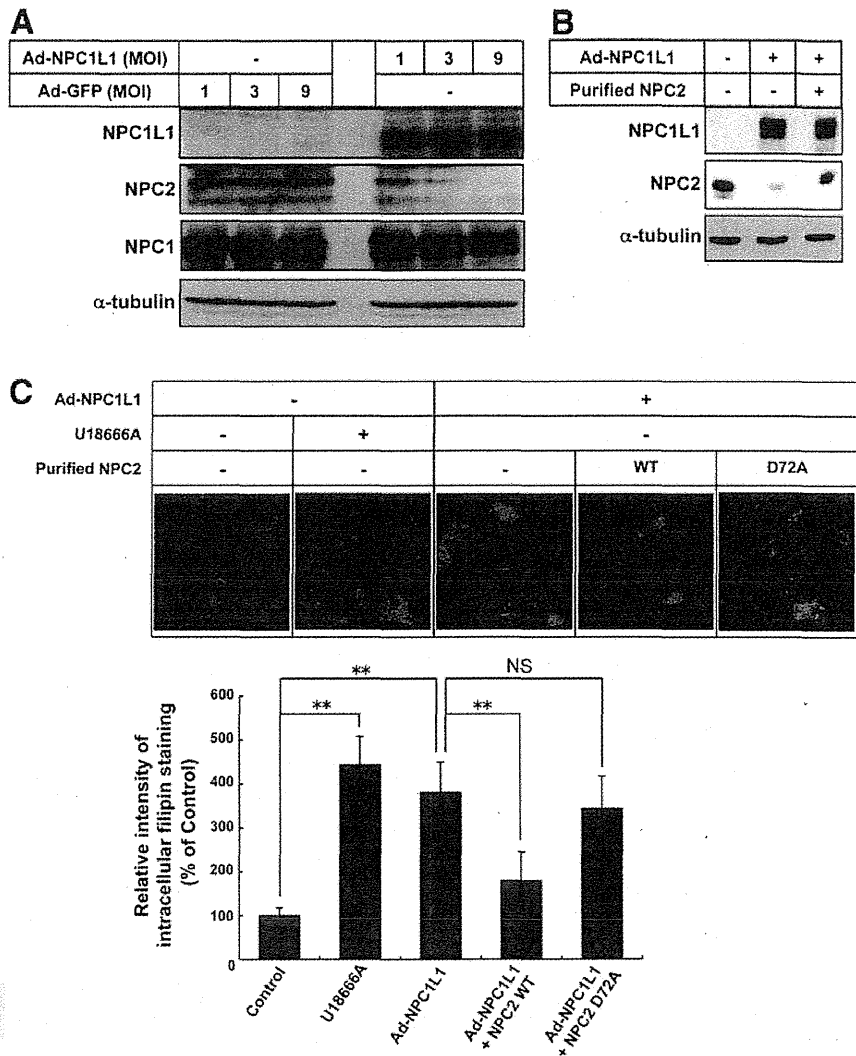 A
Ad-NPC1L1 (MOI) - 1 3 9
Ad-GFP (MOI) 1 3 9 -
NPC1L1
NPC2
NPC1
α-tubulin
B
Ad-NPC1L1 - + +
Purified NPC2 - - +
NPC1L1
NPC2
α-tubulin
C
Ad-NPC1L1 - +
U18666A - + -
Purified NPC2 - - - WT D72A
Relative intensity of
intracellular filipin staining
(% of Control)
600
500
400
300
200
100
0
** ** ** NS
Control
U18666A
Ad-NPC1L1
Ad-NPC1L1
+ NPC2 WT
Ad-NPC1L1
+ NPC2 D72A